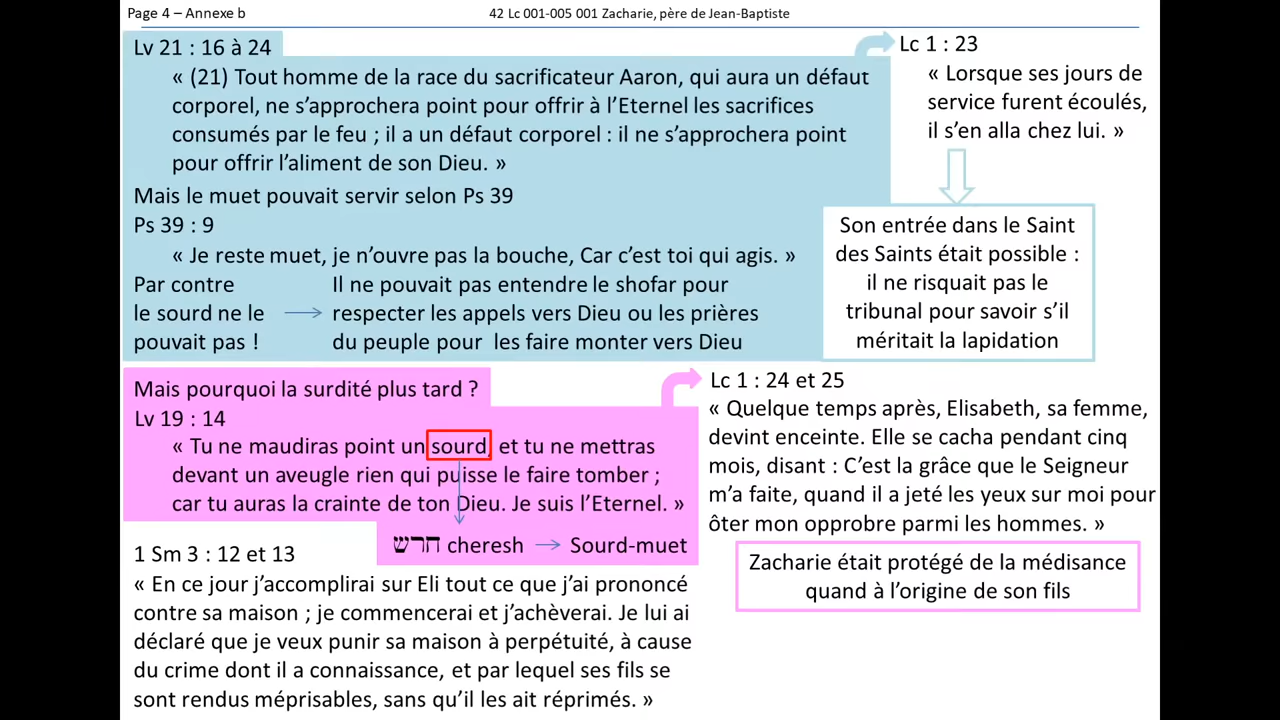 Page 4 – Annexe b
42 Lc 001-005 001 Zacharie, père de Jean-Baptiste
Lv 21 : 16 à 24
« (21) Tout homme de la race du sacrificateur Aaron, qui aura un défaut
corporel, ne s’approchera point pour offrir à l’Eternel les sacrifices
consumés par le feu ; il a un défaut corporel : il ne s’approchera point
pour offrir l’aliment de son Dieu. »
Mais le muet pouvait servir selon Ps 39
Ps 39 : 9
« Je reste muet, je n’ouvre pas la bouche, Car c’est toi qui agis. »
Par contre
le sourd ne le
pouvait pas !
Il ne pouvait pas entendre le shofar pour
respecter les appels vers Dieu ou les prières
du peuple pour les faire monter vers Dieu
Lc 1 : 23
« Lorsque ses jours de
service furent écoulés,
il s’en alla chez lui. »
Son entrée dans le Saint
des Saints était possible :
il ne risquait pas le
tribunal pour savoir s’il
méritait la lapidation
Mais pourquoi la surdité plus tard ?
Lv 19 : 14
« Tu ne maudiras point un sourd, et tu ne mettras
devant un aveugle rien qui puisse le faire tomber ;
car tu auras la crainte de ton Dieu. Je suis l’Eternel. »
חרש cheresh → Sourd-muet
1 Sm 3 : 12 et 13
« En ce jour j’accomplirai sur Eli tout ce que j’ai prononcé
contre sa maison ; je commencerai et j’achèverai. Je lui ai
déclaré que je veux punir sa maison à perpétuité, à cause
du crime dont il a connaissance, et par lequel ses fils se
sont rendus méprisables, sans qu’il les ait réprimés. »
Lc 1 : 24 et 25
« Quelque temps après, Elisabeth, sa femme,
devint enceinte. Elle se cacha pendant cinq
mois, disant : C’est la grâce que le Seigneur
m’a faite, quand il a jeté les yeux sur moi pour
ôter mon opprobre parmi les hommes. »
Zacharie était protégé de la médisance
quand à l’origine de son fils